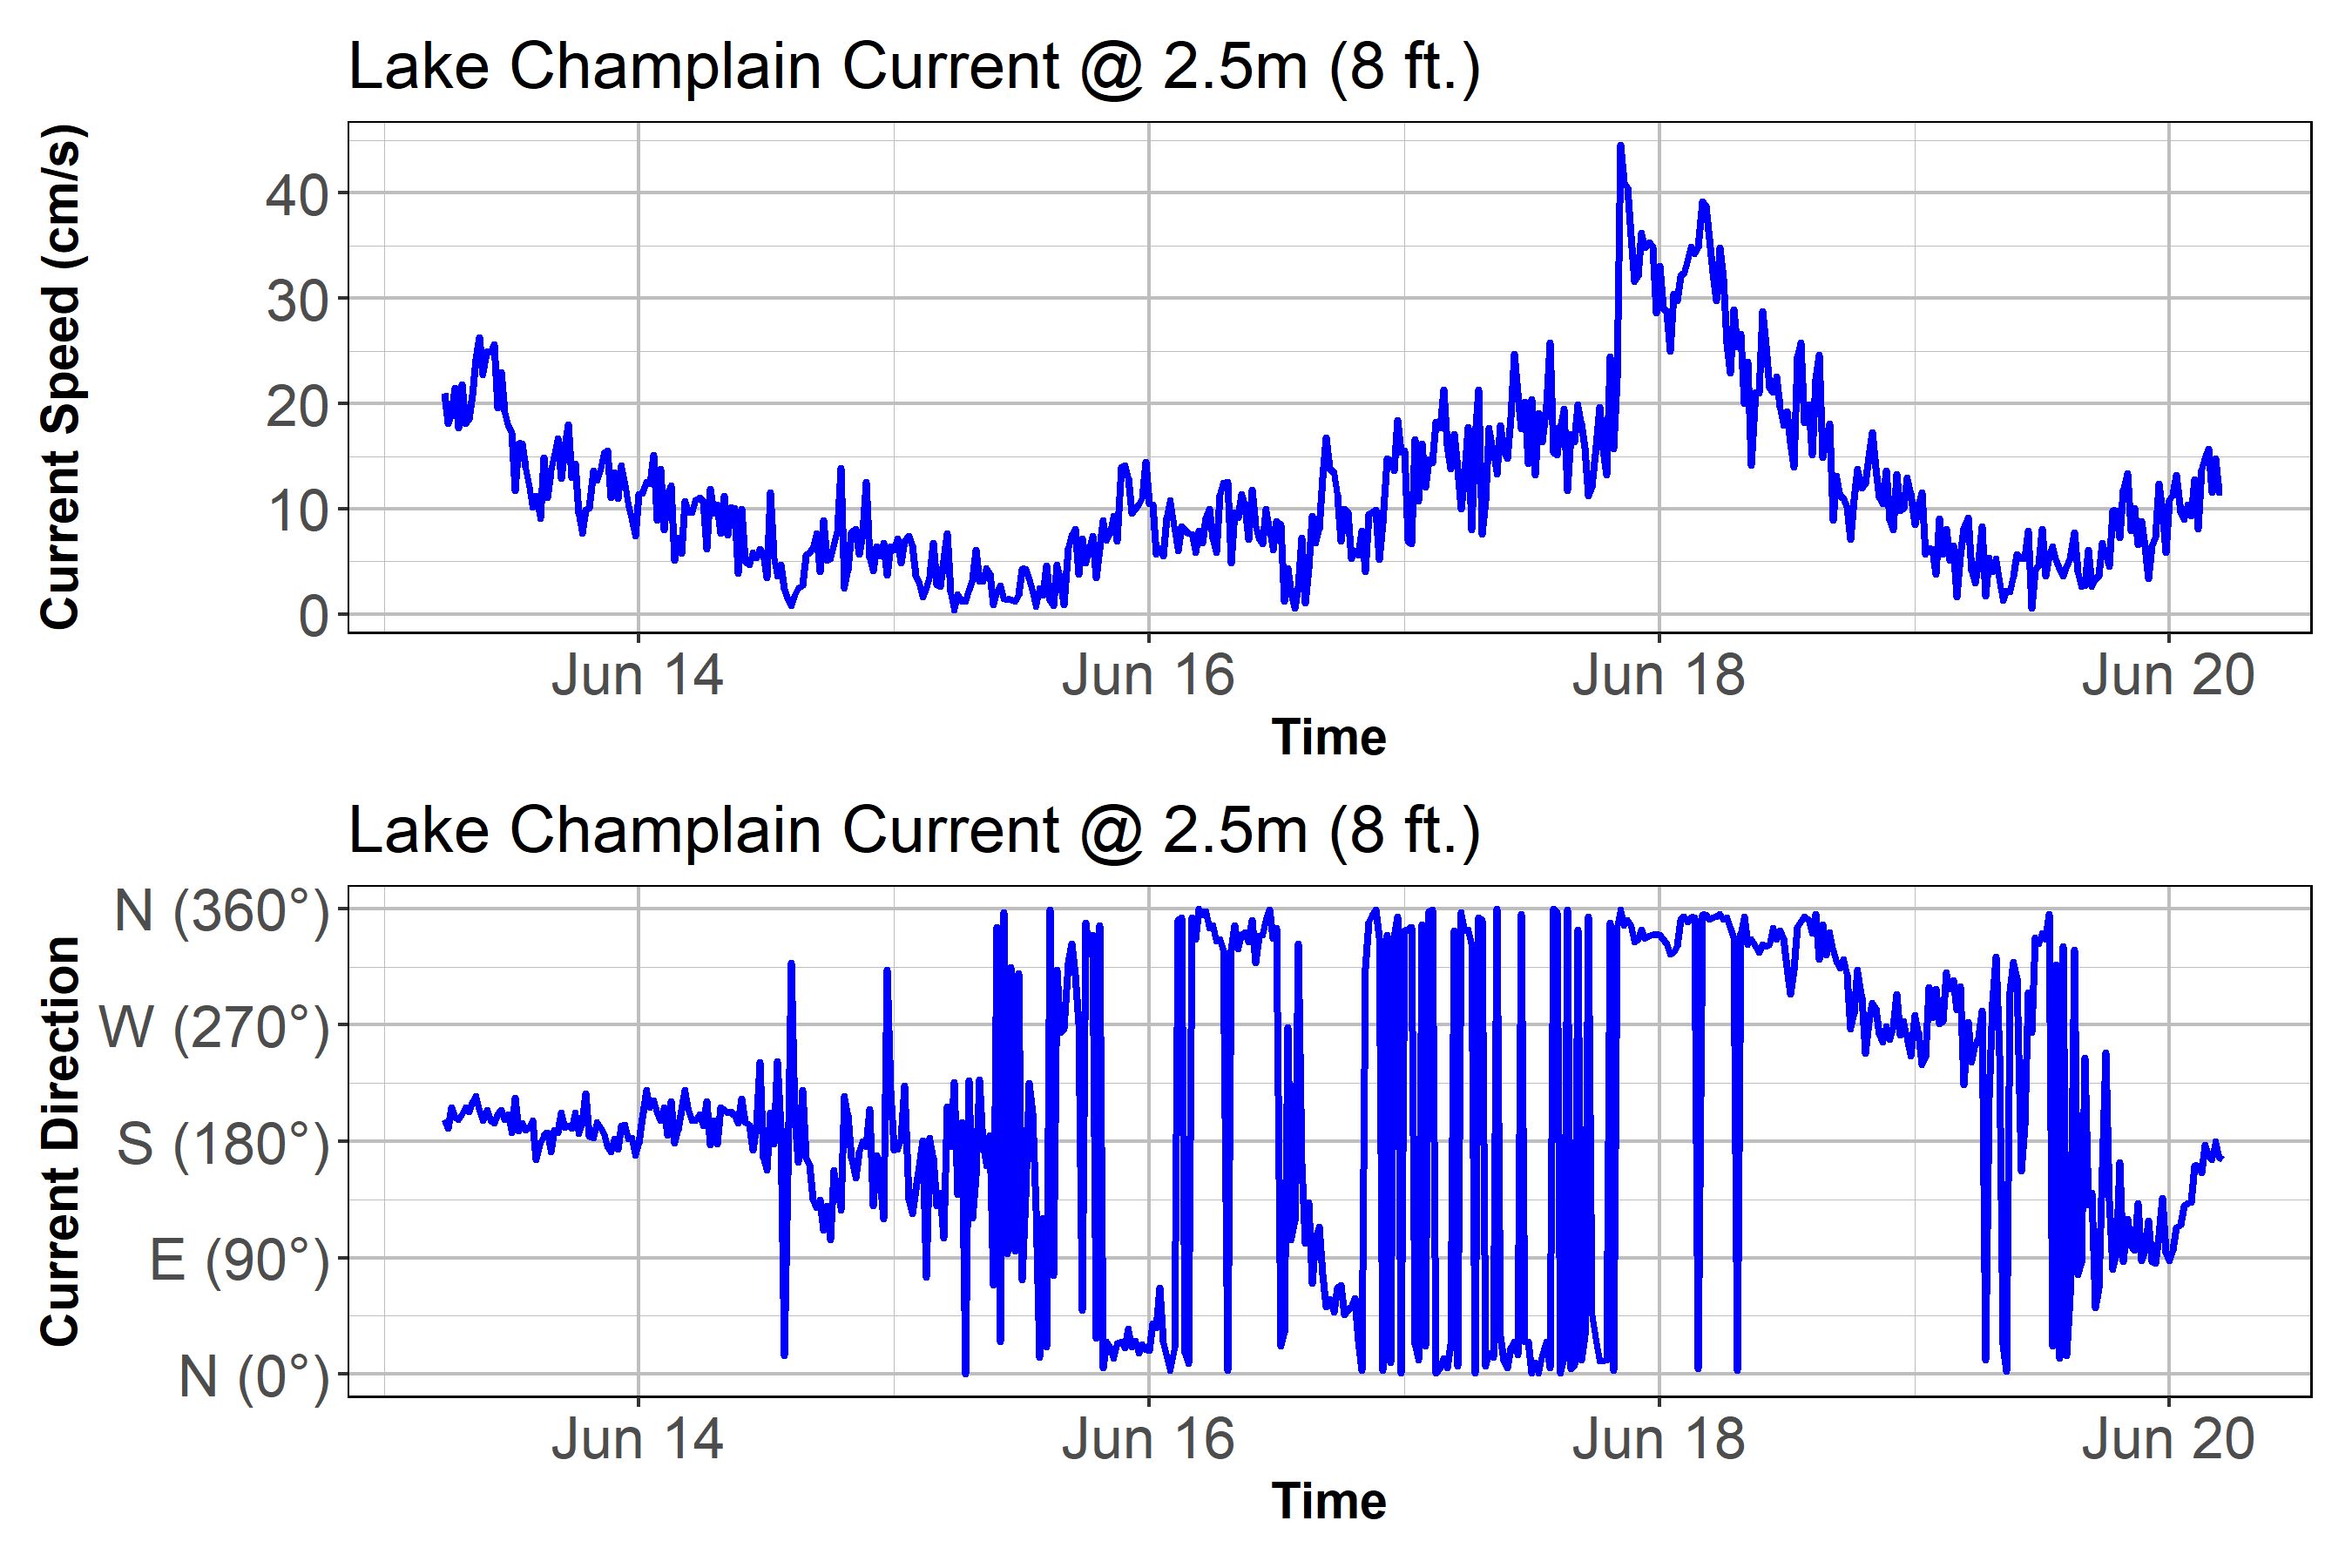 Lake Champlain Current @ 2.5m (8 ft.)
Current Speed (cm/s)
40
30
20
10
0
Jun 14 Jun 16 Jun 18 Jun 20
Time
Lake Champlain Current @ 2.5m (8 ft.)
Current Direction
N (360°)
W (270°)
S (180°)
E (90°)
N (0°)
Jun 14 Jun 16 Jun 18 Jun 20
Time